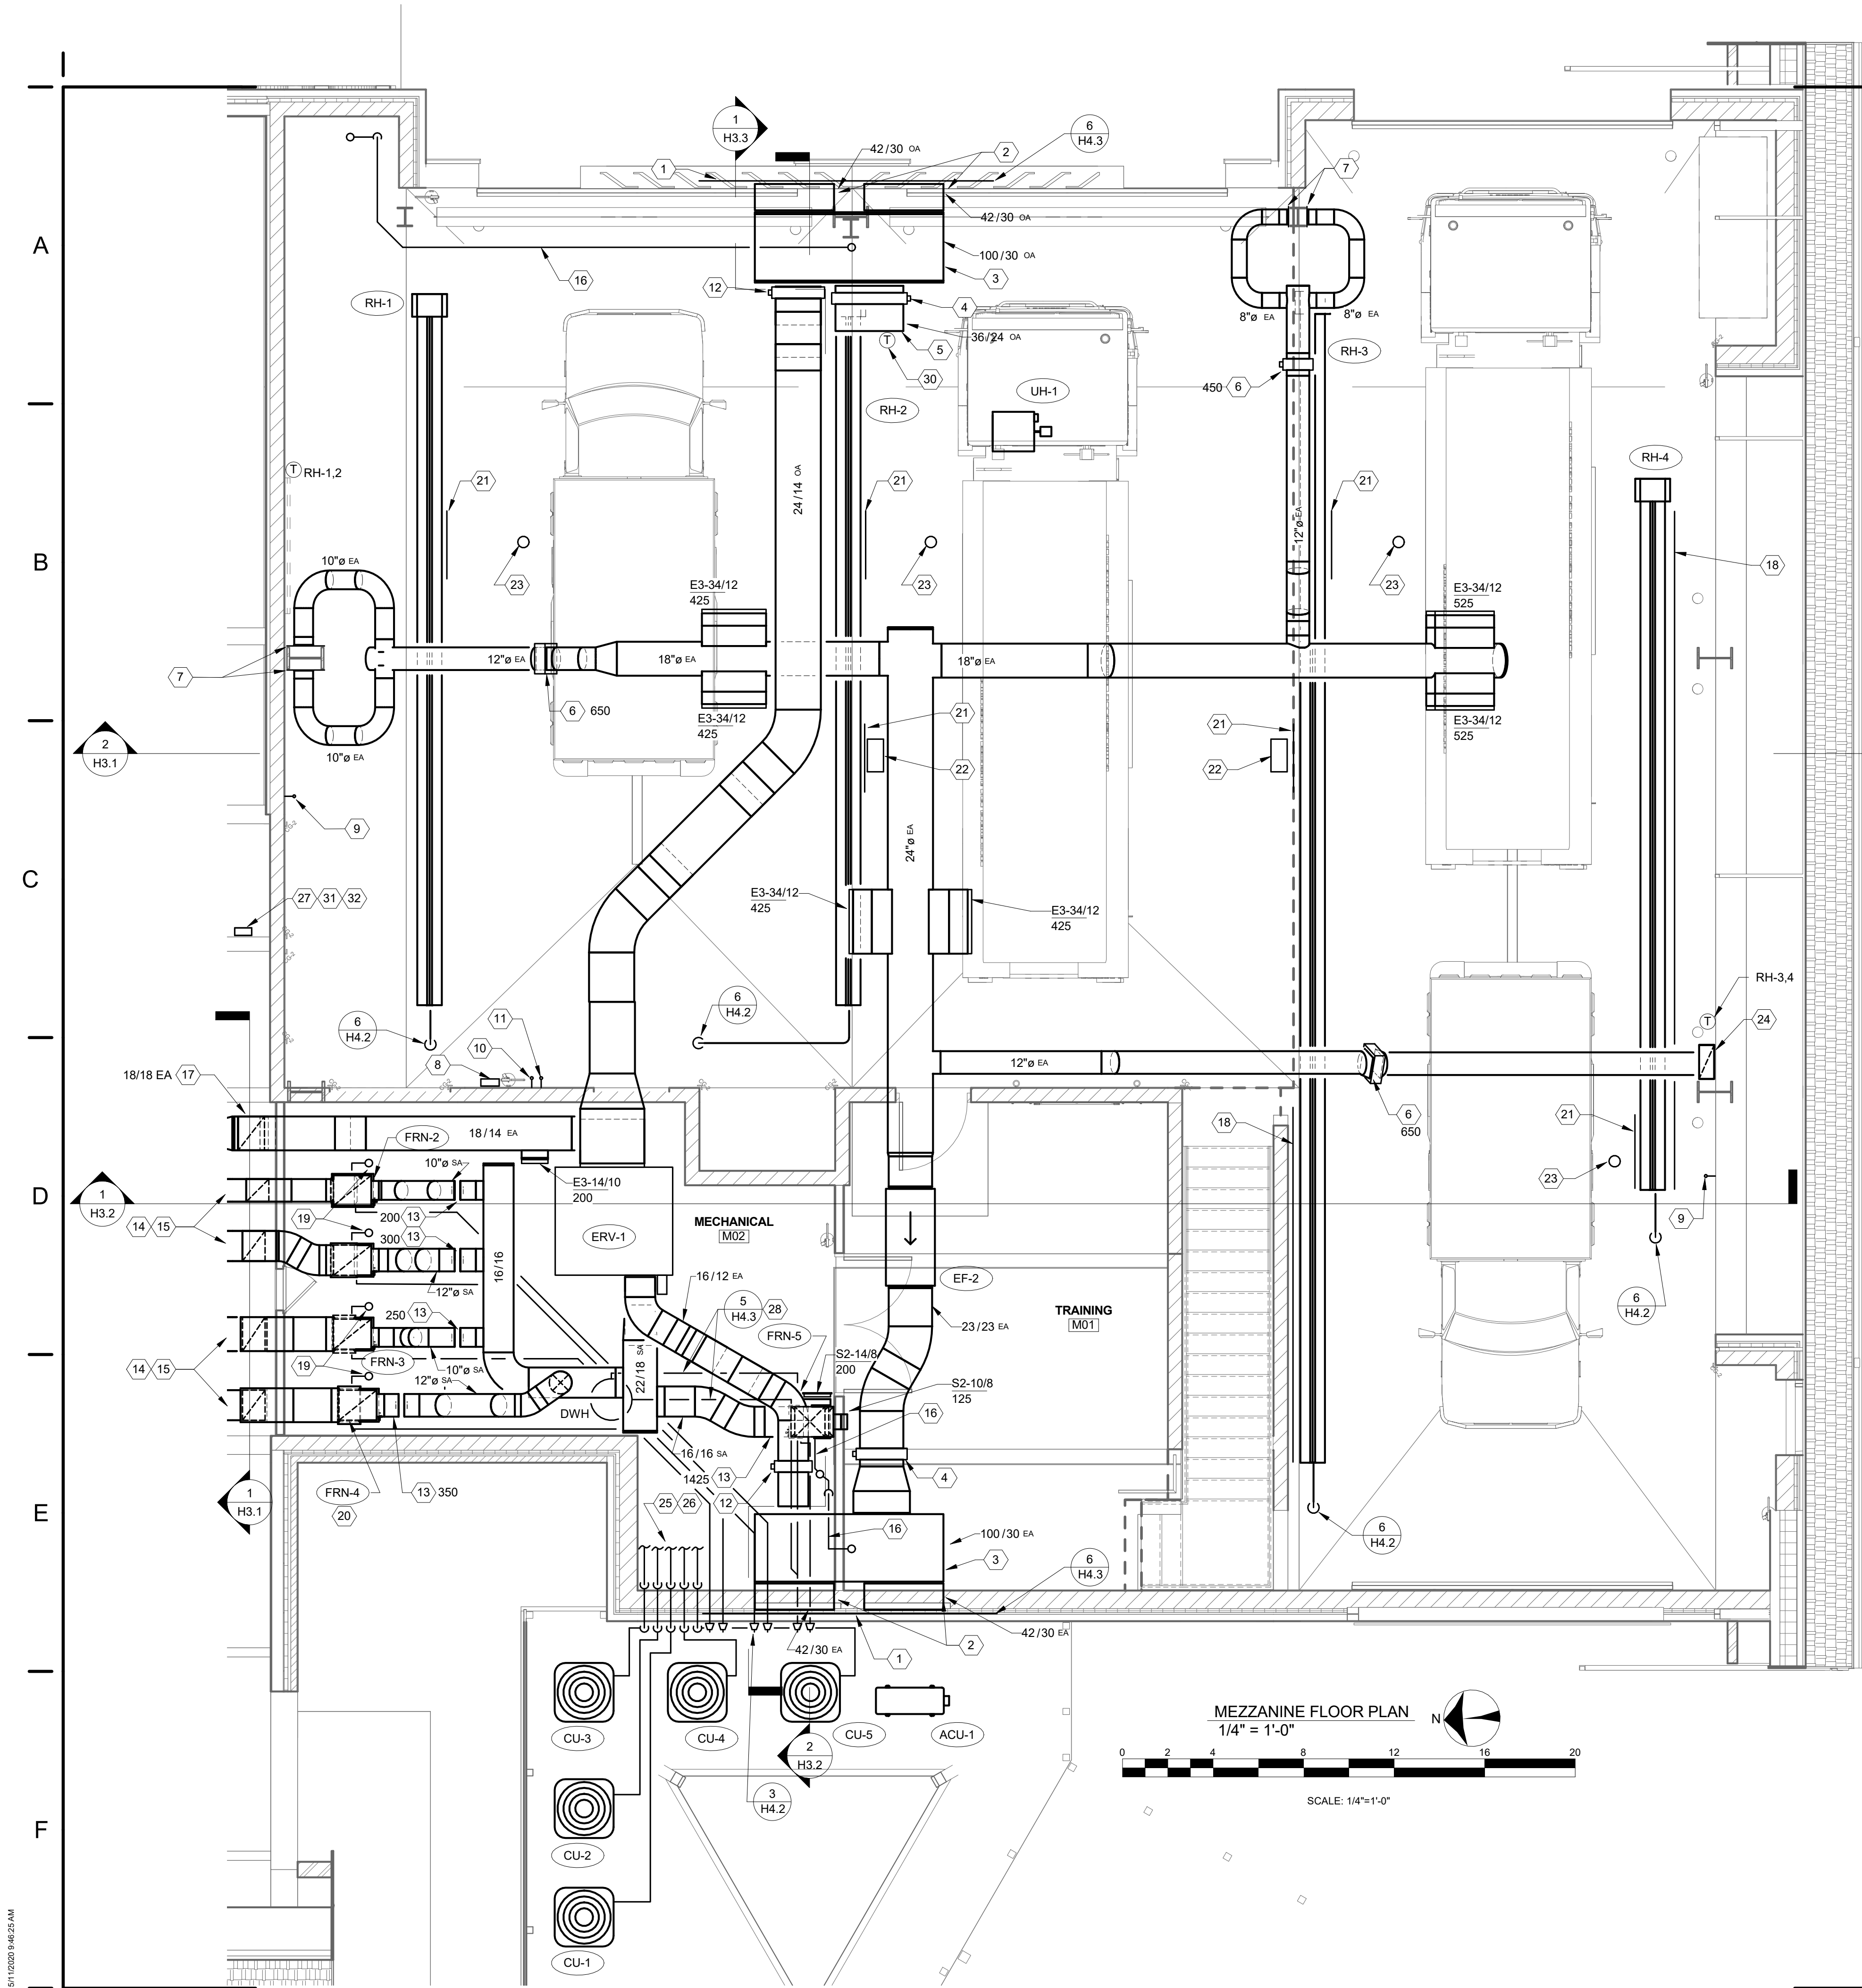 1
H3.3
42/30 OA
2
6
H4.3
1
7
A
42/30 OA
100/30 OA
3
16
12
RH-1
4
8"ø EA
8"ø EA
36/24 OA
5
T
30
RH-3
450
6
UH-1
RH-2
T RH-1,2
RH-4
21
21
21
24/14 OA
12"ø EA
B
23
23
23
18
10"ø EA
E3-34/12
425
E3-34/12
525
12"ø EA
18"ø EA
18"ø EA
7
6
650
E3-34/12
425
21
21
E3-34/12
525
2
H3.1
10"ø EA
22
22
9
24"ø EA
C
27
31
32
E3-34/12
425
E3-34/12
425
RH-3,4
6
H4.2
11
6
H4.2
T
24
10
8
12"ø EA
18/18 EA
17
6
650
21
18
18/14 EA
FRN-2
10"ø SA
E3-14/10
200
23
D
1
H3.2
14
15
19
200
13
MECHANICAL
M02
9
300
13
ERV-1
16/16
6
H4.2
12"ø SA
16/12 EA
EF-2
5
H4.3
28
TRAINING
M01
250
13
FRN-5
23/23 EA
14
15
19
FRN-3
10"ø SA
22/18 SA
S2-14/8
200
12"ø SA
S2-10/8
125
DWH
16
16/16 SA
1425
13
4
1
H3.1
FRN-4
20
13
350
25
26
12
E
16
100/30 EA
3
6
H4.2
6
H4.3
42/30 EA
2
42/30 EA
1
CU-3
CU-4
CU-5
ACU-1
2
H3.2
3
H4.2
MEZZANINE FLOOR PLAN
1/4" = 1'-0"
N
0 2 4 8 12 16 20
SCALE: 1/4"=1'-0"
F
CU-2
CU-1
5/11/2020 9:46:25 AM